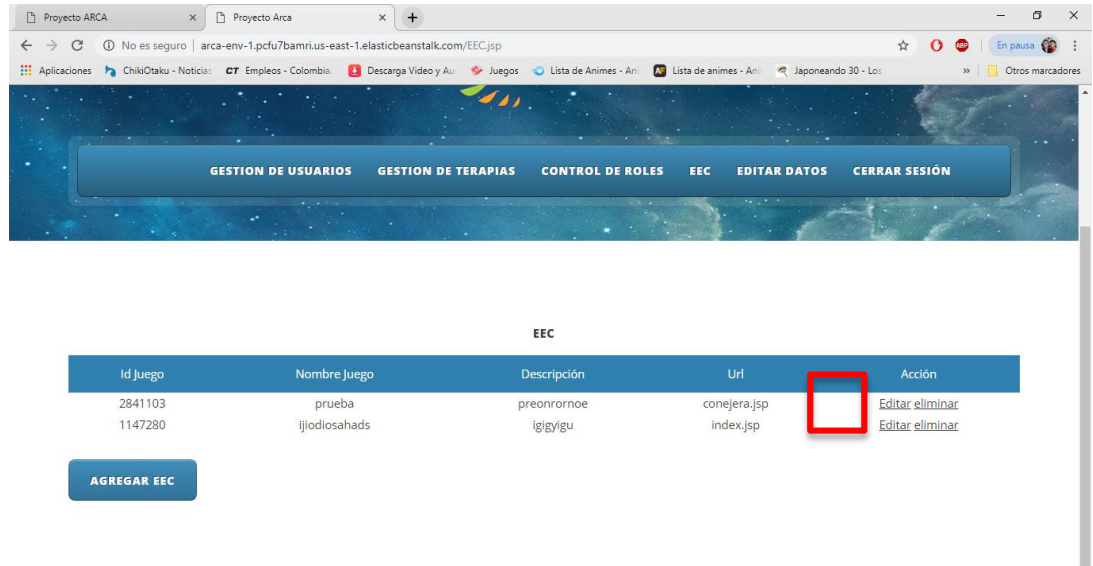 Proyecto ARCA
Proyecto Arca
No es seguro | arca-env-1.pcfu7bamri.us-east-1.elasticbeanstalk.com/EEC.jsp
ABP
En pausa
Aplicaciones
ChikiOtaku - Noticias
CT Empleos - Colombia.
Descarga Video y Au
Juegos
Lista de Animes - Ani
AF Lista de animes - Ani
Japoneando 30 - Los
»
Otros marcadores
GESTION DE USUARIOS GESTION DE TERAPIAS CONTROL DE ROLES EEC EDITAR DATOS CERRAR SESIÓN
EEC
Id Juego Nombre Juego Descripción Url Acción
2841103 prueba preonrornoe conejera.jsp Editar eliminar
1147280 ijiodiosahads igigyigu index.jsp Editar eliminar
AGREGAR EEC